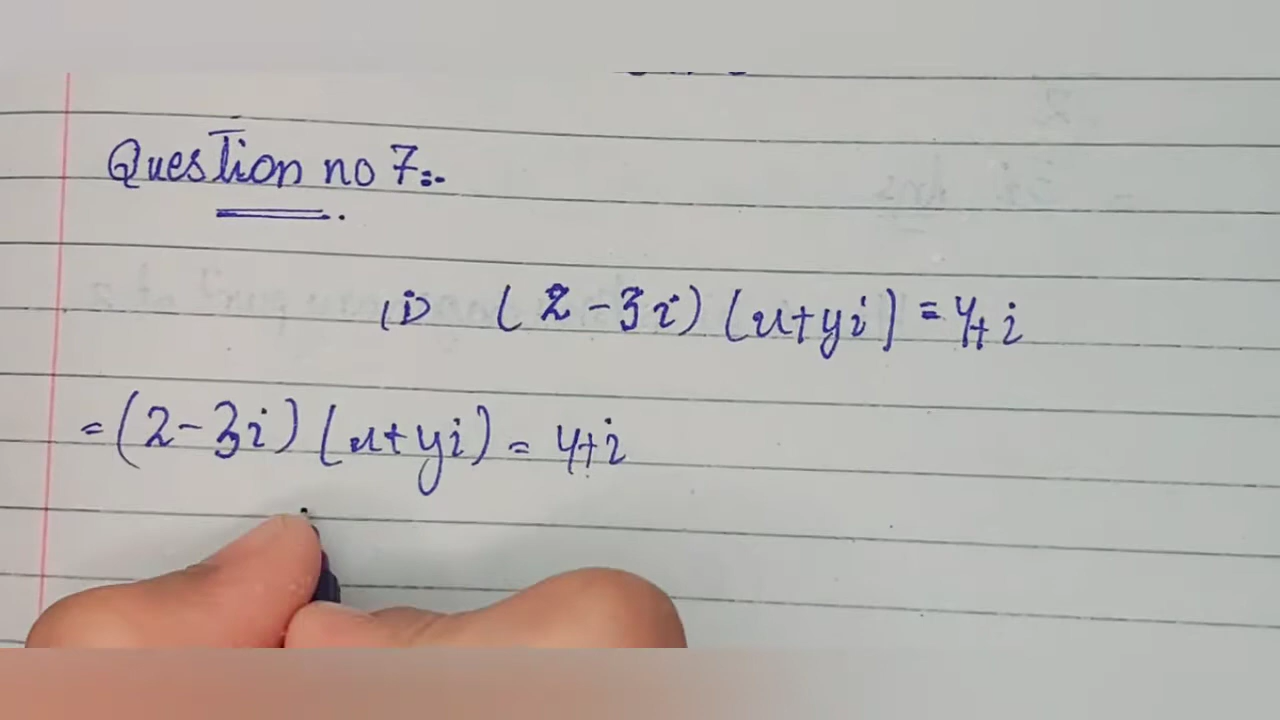 Question no 7:-
(i) (2-3i) (x+yi) = 4+i
= (2-3i) (x+yi) = 4+i